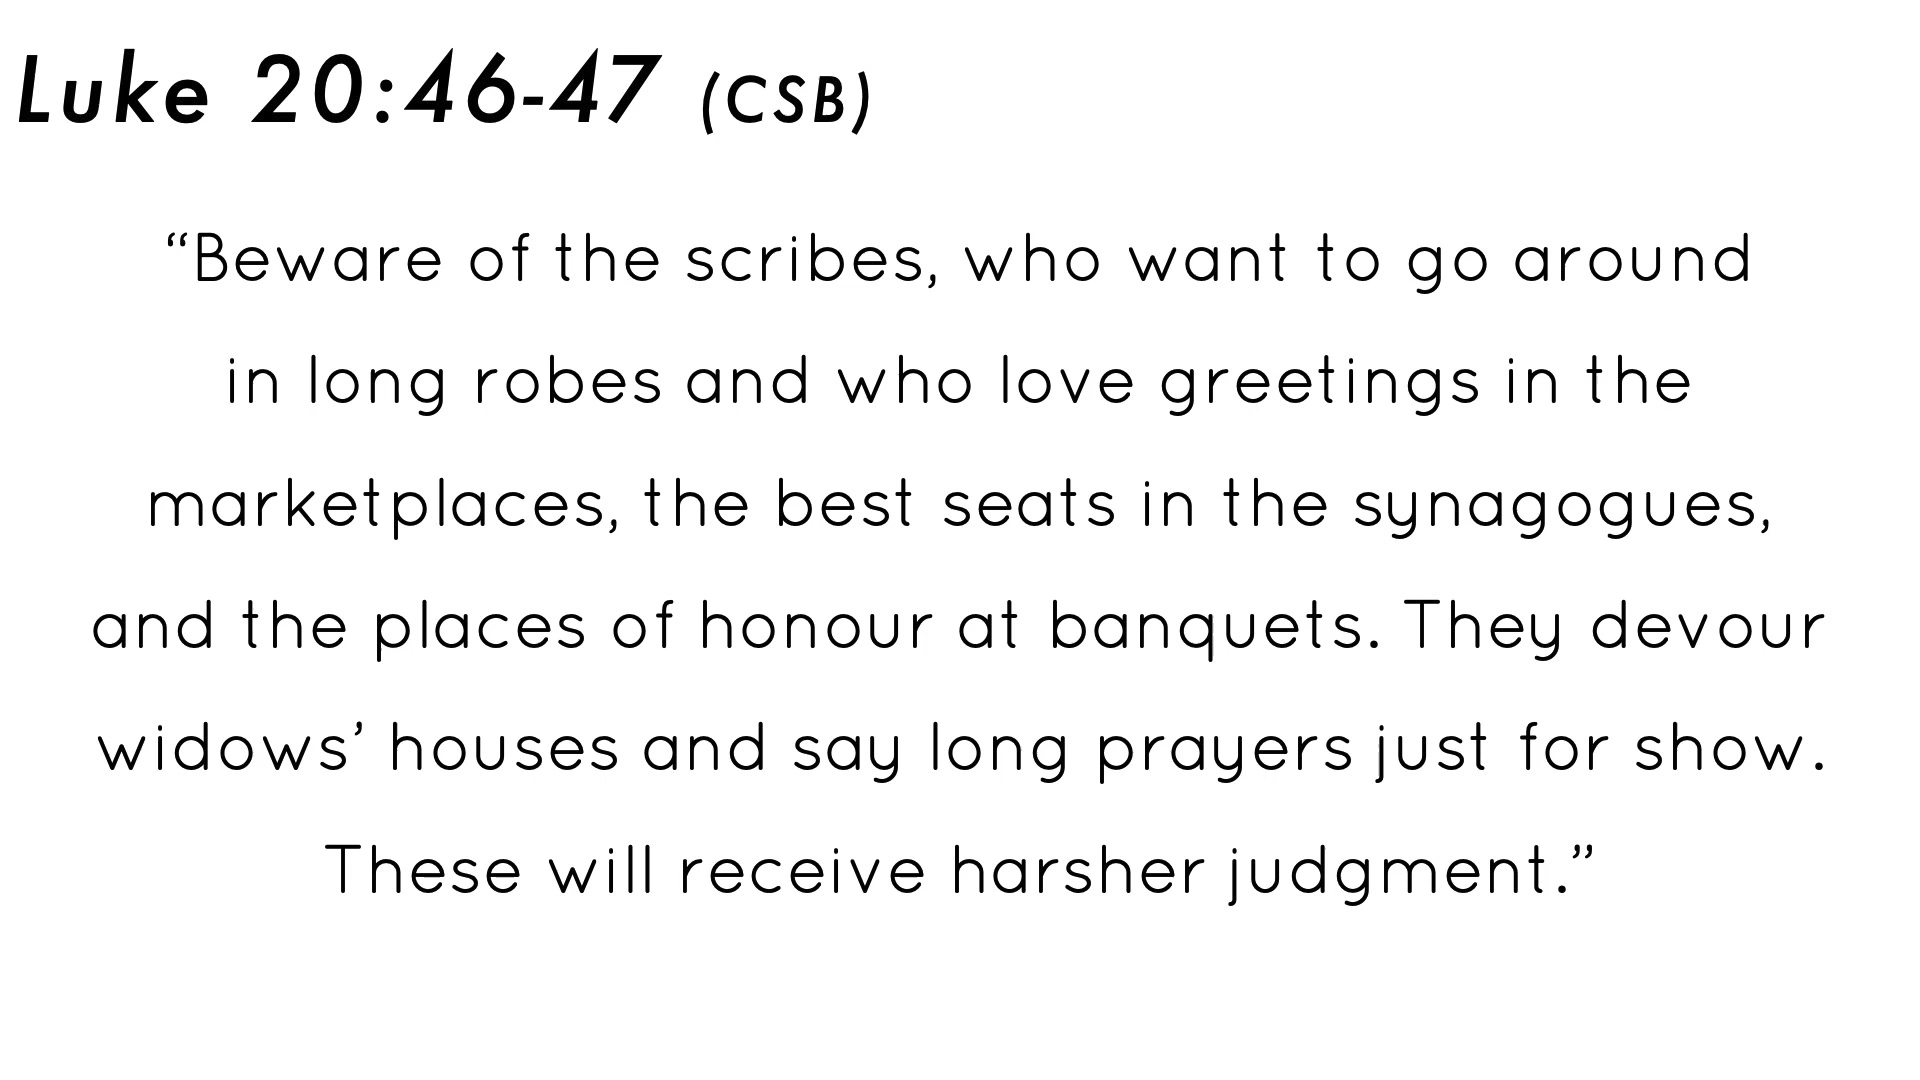 Luke 20:46-47 (CSB)
“Beware of the scribes, who want to go around
in long robes and who love greetings in the
marketplaces, the best seats in the synagogues,
and the places of honour at banquets. They devour
widows’ houses and say long prayers just for show.
These will receive harsher judgment.”